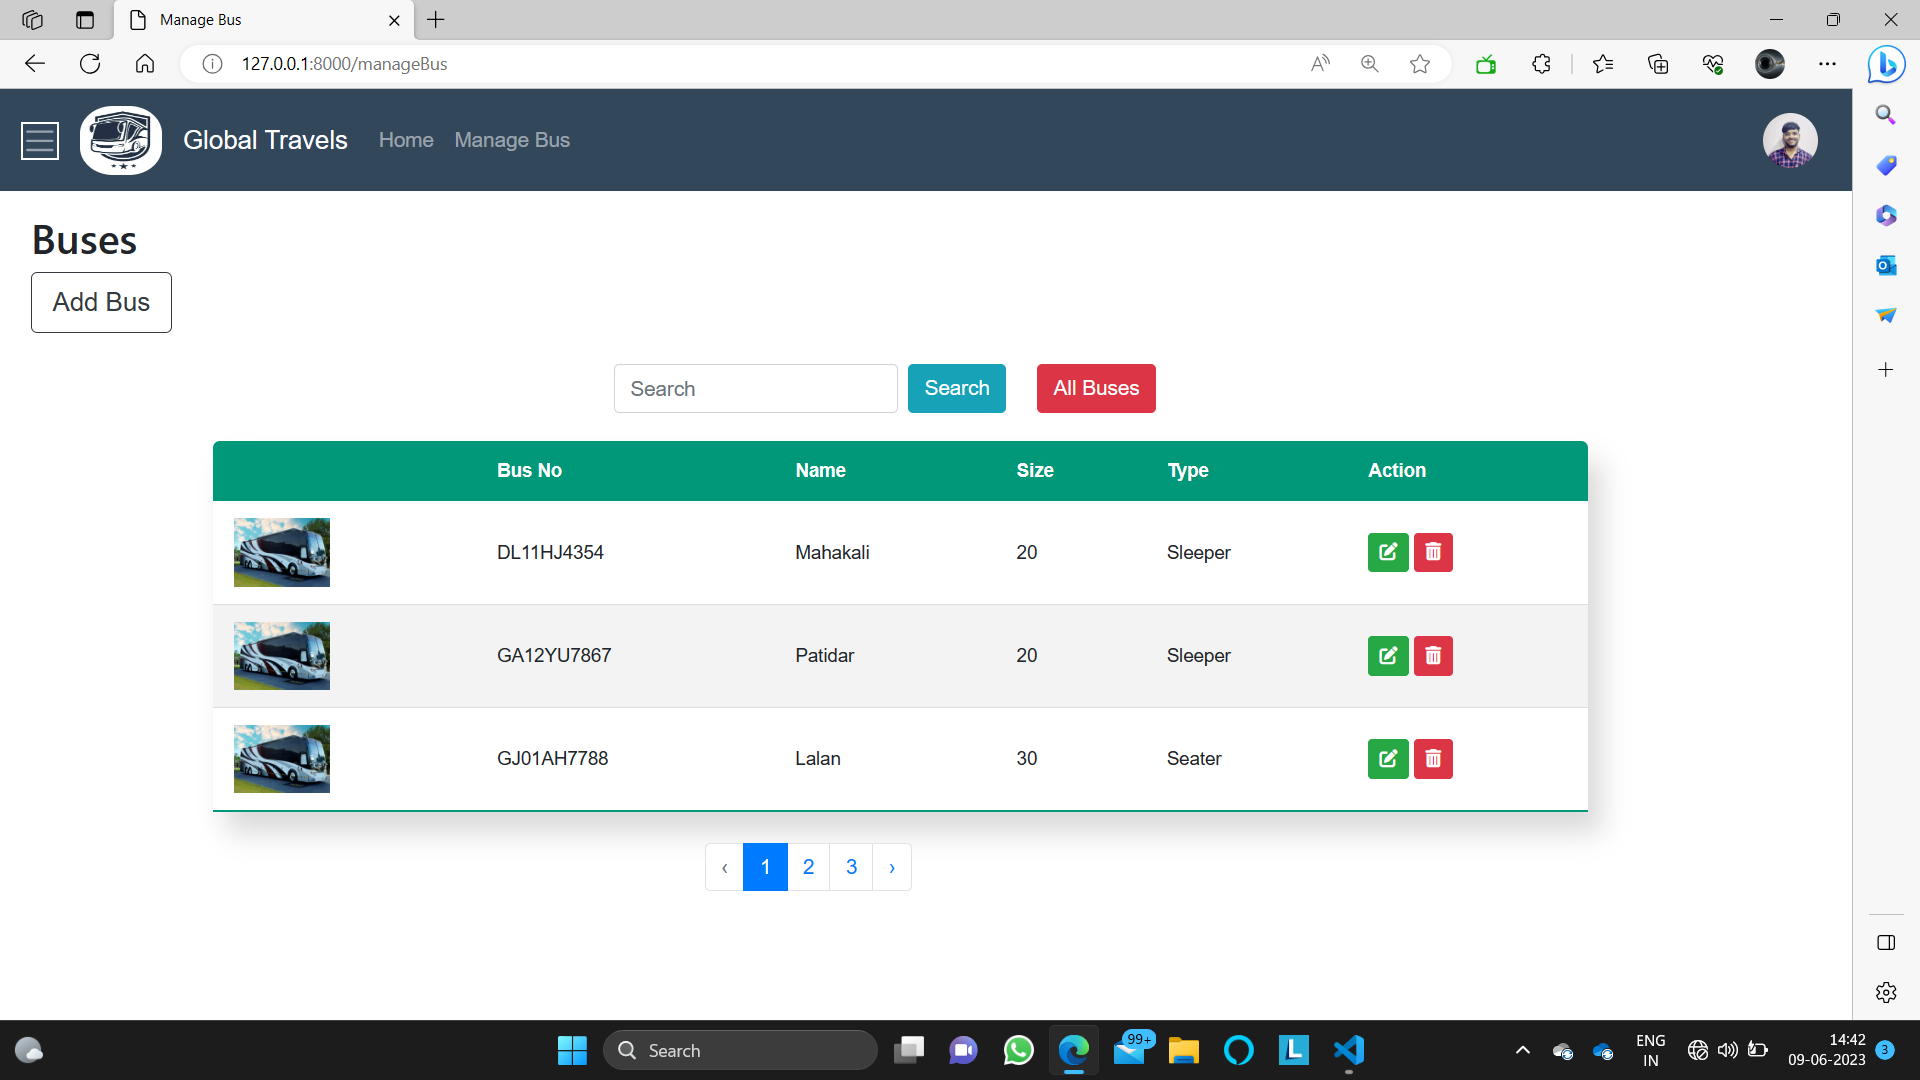 Manage Bus
127.0.0.1:8000/manageBus
Global Travels Home Manage Bus
Buses
Add Bus
Search Search All Buses
Bus No Name Size Type Action
DL11HJ4354 Mahakali 20 Sleeper
GA12YU7867 Patidar 20 Sleeper
GJ01AH7788 Lalan 30 Seater
‹ 1 2 3 ›
Search
99+
ENG
IN
14:42
09-06-2023
3